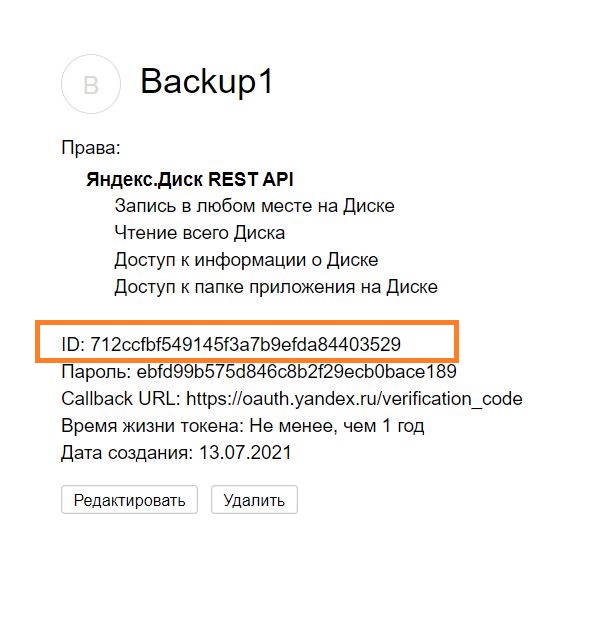 B
Backup1
Права:
Яндекс.Диск REST API
Запись в любом месте на Диске
Чтение всего Диска
Доступ к информации о Диске
Доступ к папке приложения на Диске
ID: 712ccfbf549145f3a7b9efda84403529
Пароль: ebfd99b575d846c8b2f29ecb0bace189
Callback URL: https://oauth.yandex.ru/verification_code
Время жизни токена: Не менее, чем 1 год
Дата создания: 13.07.2021
Редактировать Удалить